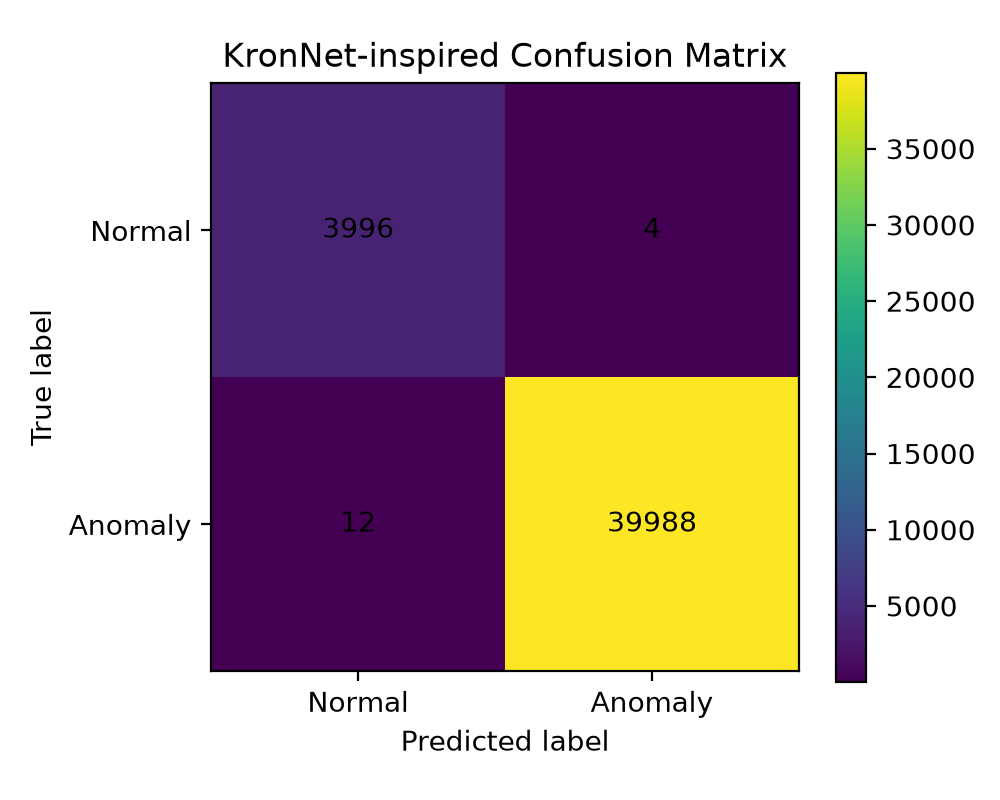 KronNet-inspired Confusion Matrix
True label
Normal
3996 4
Anomaly
12 39988
Normal Anomaly
Predicted label
35000
30000
25000
20000
15000
10000
5000